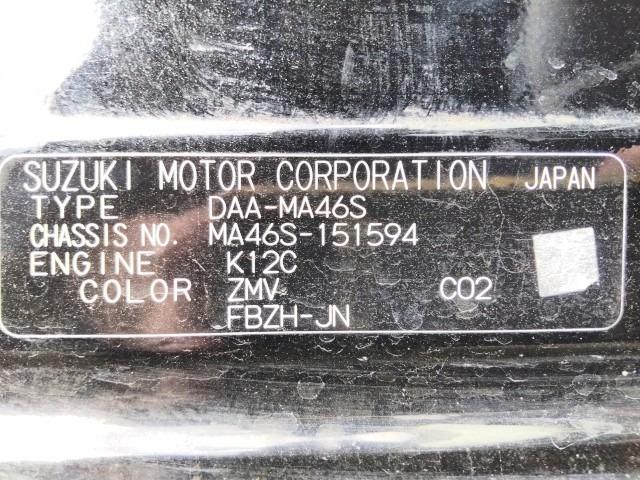 SUZUKI MOTOR CORPORATION JAPAN
TYPE DAA-MA46S
CHASSIS NO. MA46S-151594
ENGINE K12C
COLOR ZMV C02
FBZH-JN